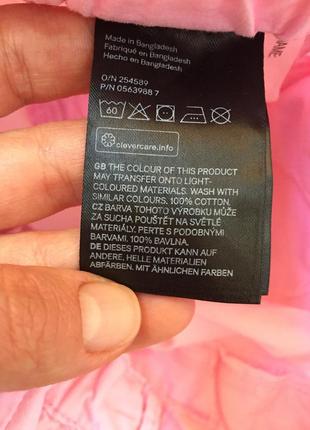 Made in Bangladesh
Fabriqué en Bangladesh
Hecho en Bangladesh
O/N 254589
P/N 0563988 7
60
clevercare.info
GB THE COLOUR OF THIS PRODUCT
MAY TRANSFER ONTO LIGHT-
COLOURED MATERIALS. WASH WITH
SIMILAR COLOURS. 100% COTTON.
CZ BARVA TOHOTO VÝROBKU MŮŽE
ZA SUCHA POUŠTĚT NA SVĚTLÉ
MATERIÁLY. PERTE S PODOBNÝMI
BARVAMI. 100% BAVLNA.
DE DIESES PRODUKT KANN AUF
ANDERE, HELLE MATERIALIEN
ABFÄRBEN. MIT ÄHNLICHEN FARBEN